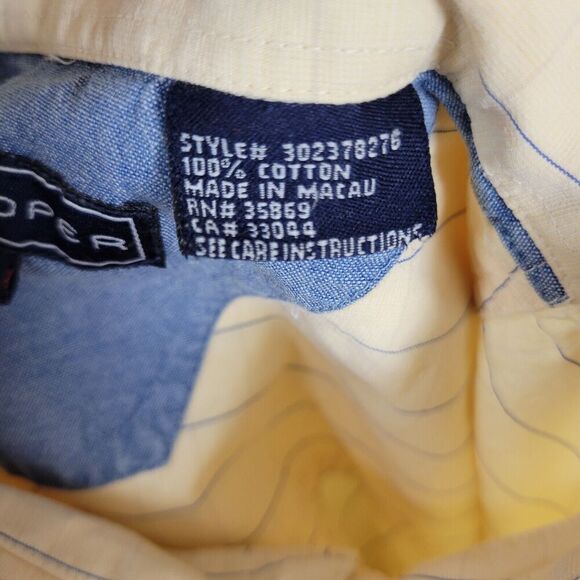 OPER
STYLE# 302378276
100% COTTON
MADE IN MACAU
RN# 35869
CA# 33044
SEE CARE INSTRUCTIONS